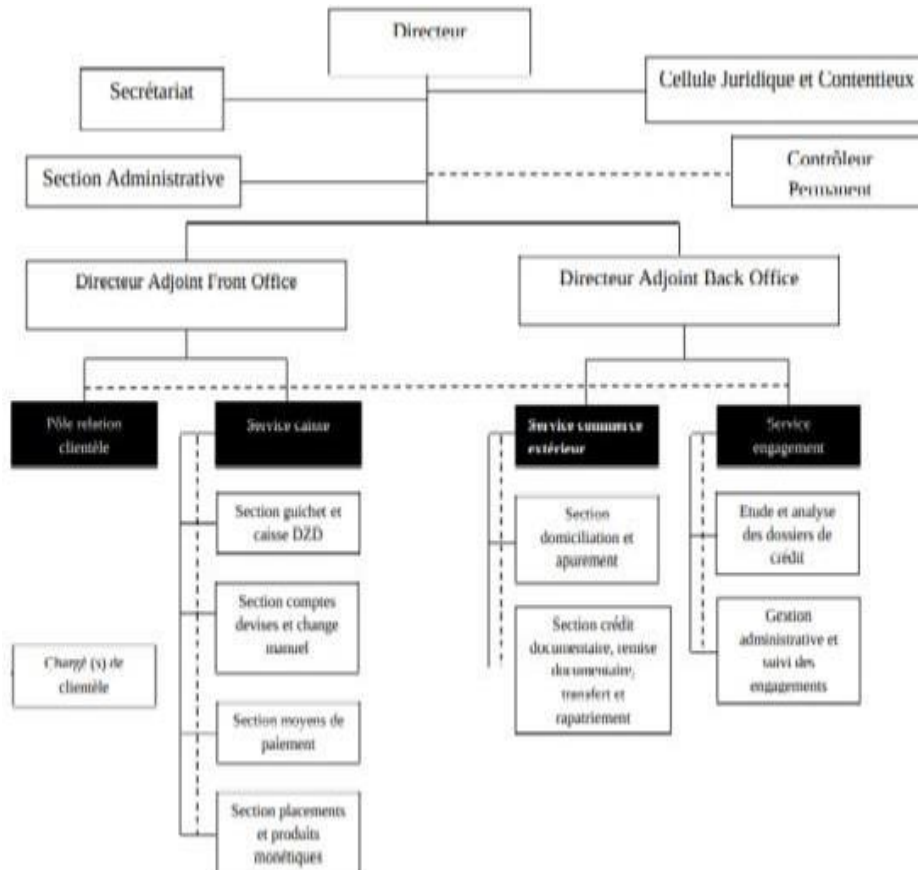 Directeur
Secrétariat
Cellule Juridique et Contentieux
Section Administrative
Contrôleur
Permanent
Directeur Adjoint Front Office
Directeur Adjoint Back Office
Pôle relation
clientèle
Service caisse
Service commerce
extérieur
Service
engagement
Section guichet et
caisse DZD
Section
domiciliation et
apurement
Etude et analyse
des dossiers de
crédit
Section comptes
devises et change
manuel
Section crédit
documentaire, remise
documentaire,
transfert et
rapatriement
Gestion
administrative et
suivi des
engagements
Chargé (s) de
clientèle
Section moyens de
paiement
Section placements
et produits
monétiques